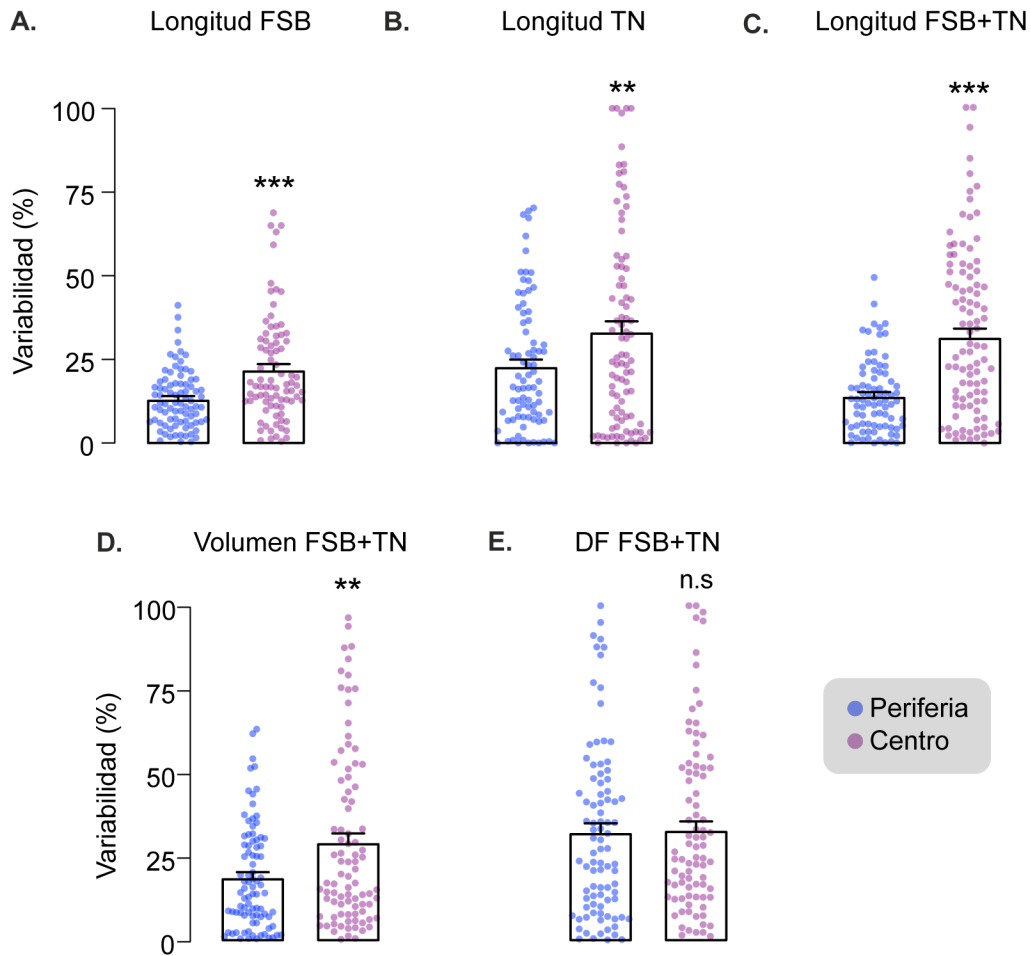 A. Longitud FSB
B. Longitud TN
C. Longitud FSB+TN
Variabilidad (%)
100
75
50
25
0
***
**
***
D. Volumen FSB+TN
E. DF FSB+TN
Variabilidad (%)
100
75
50
25
0
**
n.s
Periferia
Centro